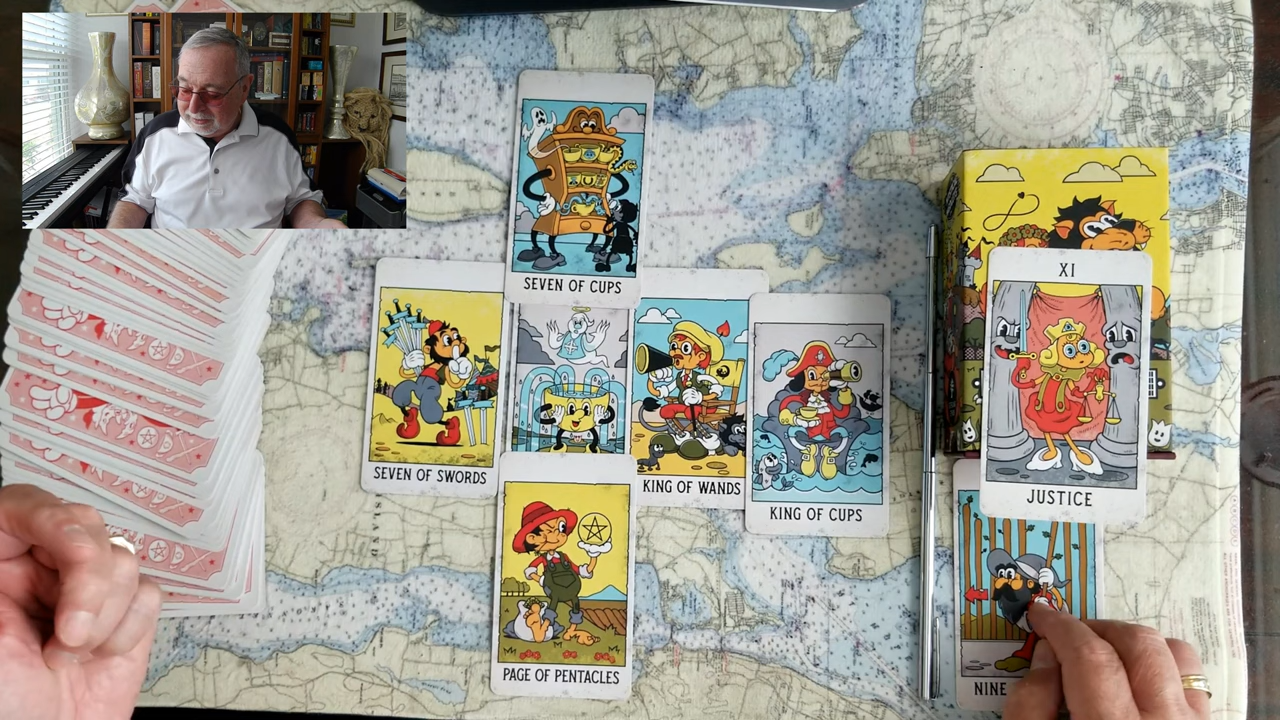 SEVEN OF CUPS
SEVEN OF SWORDS
KING OF WANDS
KING OF CUPS
PAGE OF PENTACLES
XI
JUSTICE
NINE